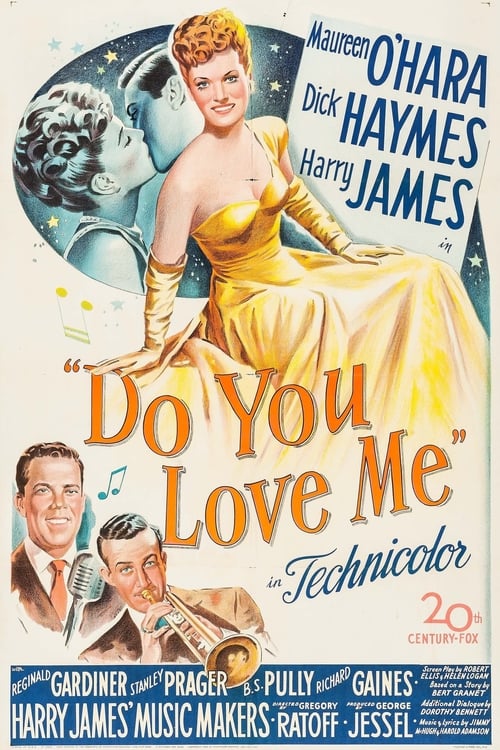 Maureen
O'HARA
Dick
HAYMES
Harry
JAMES
in
"Do You
Love Me"
in Technicolor
20th
CENTURY-FOX
REGINALD GARDINER · STANLEY PRAGER · B.S. PULLY · RICHARD GAINES ·
HARRY JAMES' MUSIC MAKERS · DIRECTED BY GREGORY RATOFF · PRODUCED BY GEORGE JESSEL ·
Screen Play by ROBERT
ELLIS & HELEN LOGAN
Based on a Story by
BERT GRANET
Additional Dialogue by
DOROTHY BENNETT
Music & Lyrics by JIMMY
McHUGH & HAROLD ADAMSON